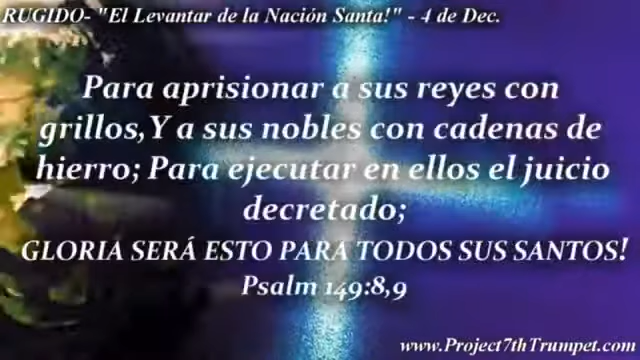 RUGIDO- "El Levantar de la Nación Santa!" - 4 de Dec.
Para aprisionar a sus reyes con
grillos,Y a sus nobles con cadenas de
hierro; Para ejecutar en ellos el juicio
decretado;
GLORIA SERÁ ESTO PARA TODOS SUS SANTOS!
Psalm 149:8,9
www.Project7thTrumpet.com